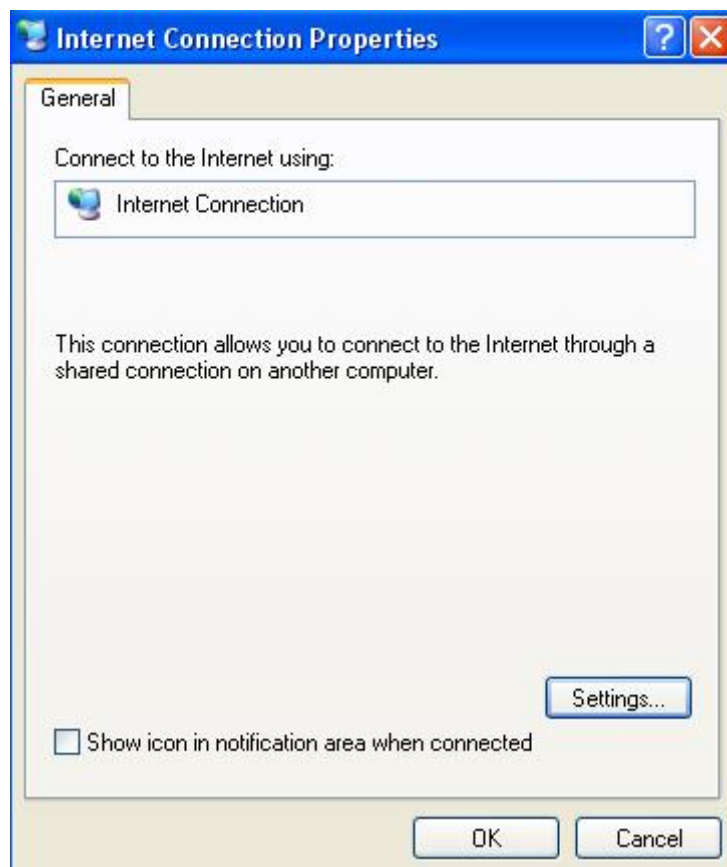 Internet Connection Properties
General
Connect to the Internet using:
Internet Connection
This connection allows you to connect to the Internet through a
shared connection on another computer.
Settings...
Show icon in notification area when connected
OK
Cancel